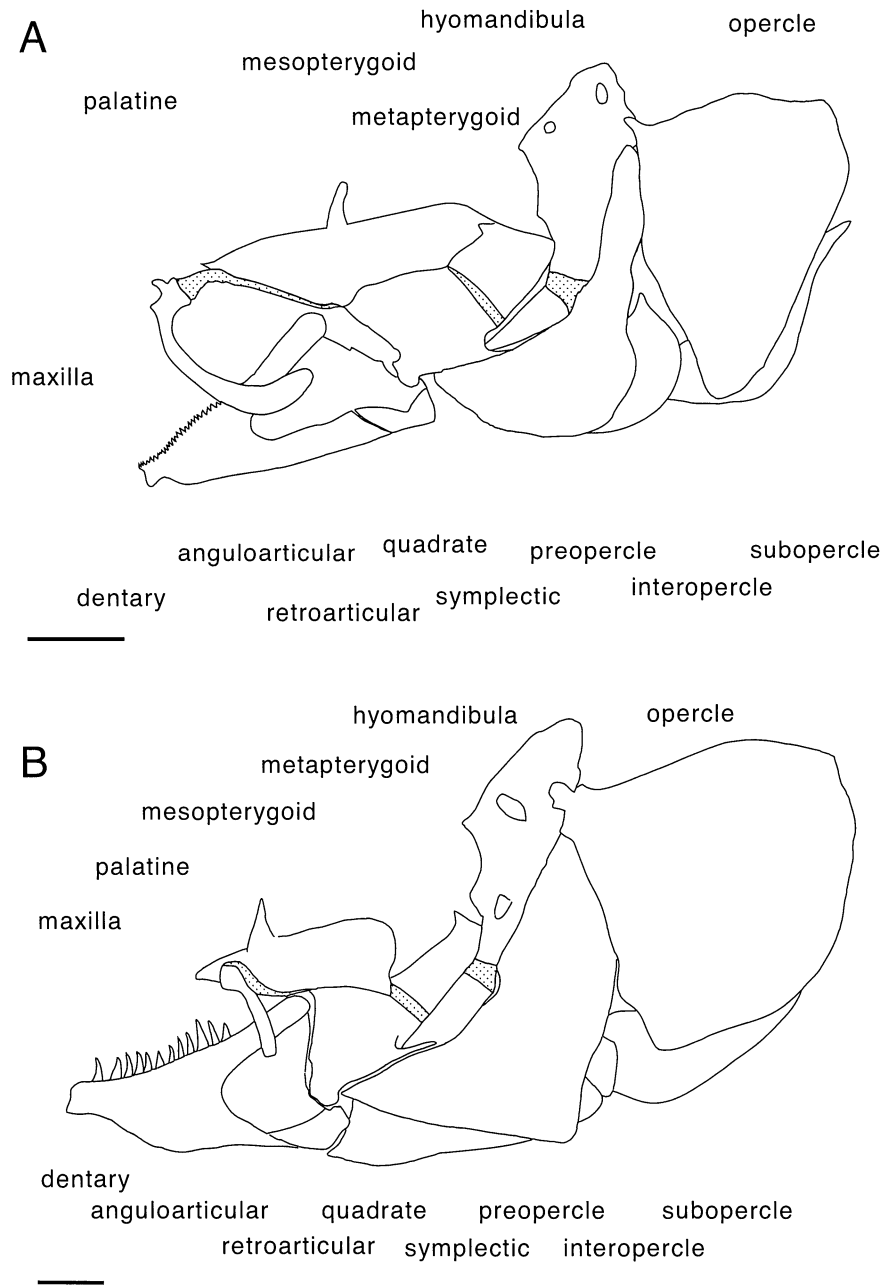 A
hyomandibula
opercle
mesopterygoid
palatine
metapterygoid
maxilla
anguloarticular
quadrate
preopercle
subopercle
dentary
retroarticular
symplectic
interopercle
B
hyomandibula
opercle
metapterygoid
mesopterygoid
palatine
maxilla
dentary
anguloarticular
quadrate
preopercle
subopercle
retroarticular
symplectic
interopercle